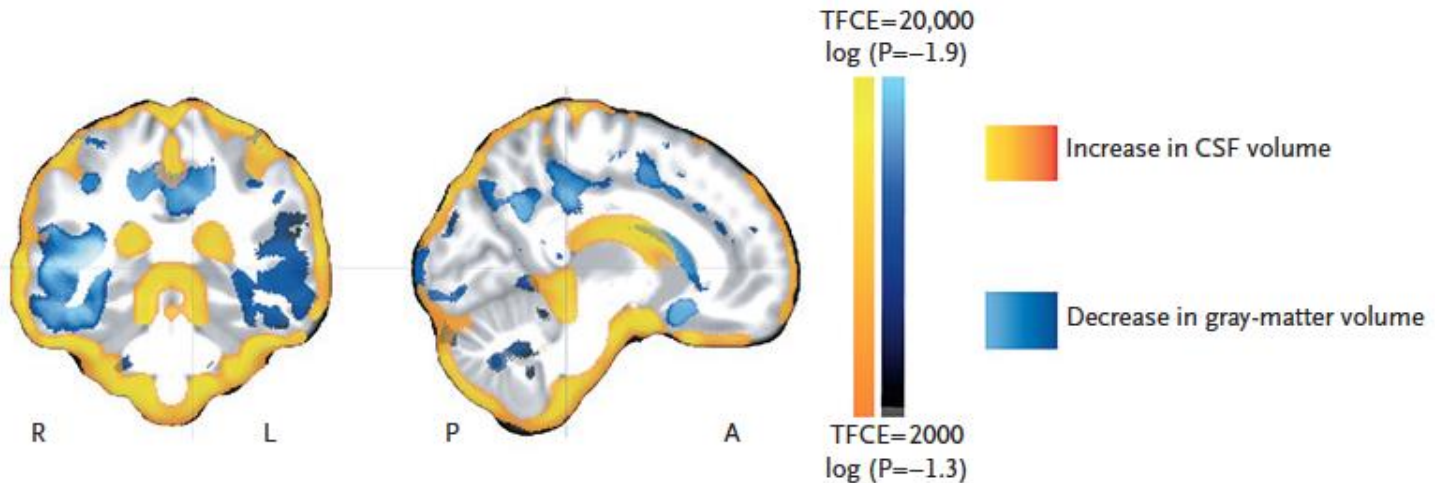 TFCE=20,000
log (P=−1.9)
Increase in CSF volume
Decrease in gray-matter volume
R
L
P
A
TFCE=2000
log (P=−1.3)